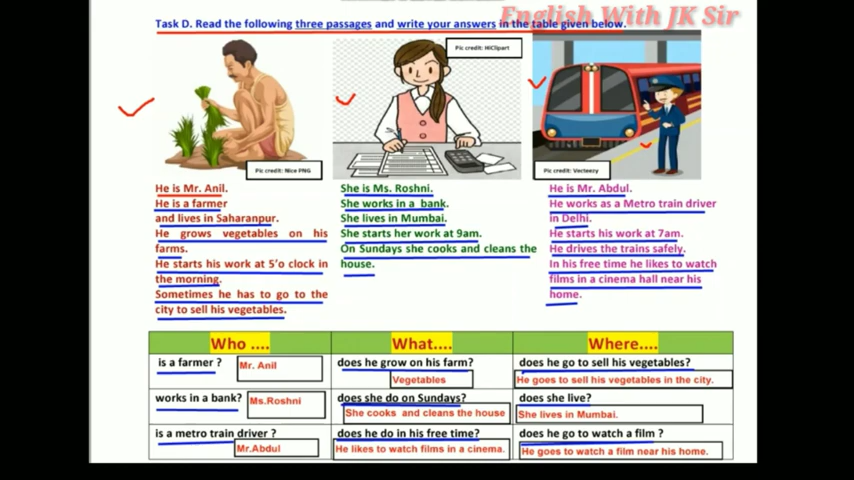 English With JK Sir
Task D. Read the following three passages and write your answers in the table given below.
Pic credit: Nice PNG
Pic credit: HiClipart
Pic credit: Vecteezy
He is Mr. Anil.
He is a farmer
and lives in Saharanpur.
He grows vegetables on his
farms.
He starts his work at 5'o clock in
the morning.
Sometimes he has to go to the
city to sell his vegetables.
She is Ms. Roshni.
She works in a bank.
She lives in Mumbai.
She starts her work at 9am.
On Sundays she cooks and cleans the
house.
He is Mr. Abdul.
He works as a Metro train driver
in Delhi.
He starts his work at 7am.
He drives the trains safely.
In his free time he likes to watch
films in a cinema hall near his
home.
Who .... What.... Where....
is a farmer ? Mr. Anil
does he grow on his farm?
Vegetables
does he go to sell his vegetables?
He goes to sell his vegetables in the city.
works in a bank? Ms.Roshni
does she do on Sundays?
She cooks and cleans the house
does she live?
She lives in Mumbai.
is a metro train driver ?
Mr.Abdul
does he do in his free time?
He likes to watch films in a cinema.
does he go to watch a film ?
He goes to watch a film near his home.